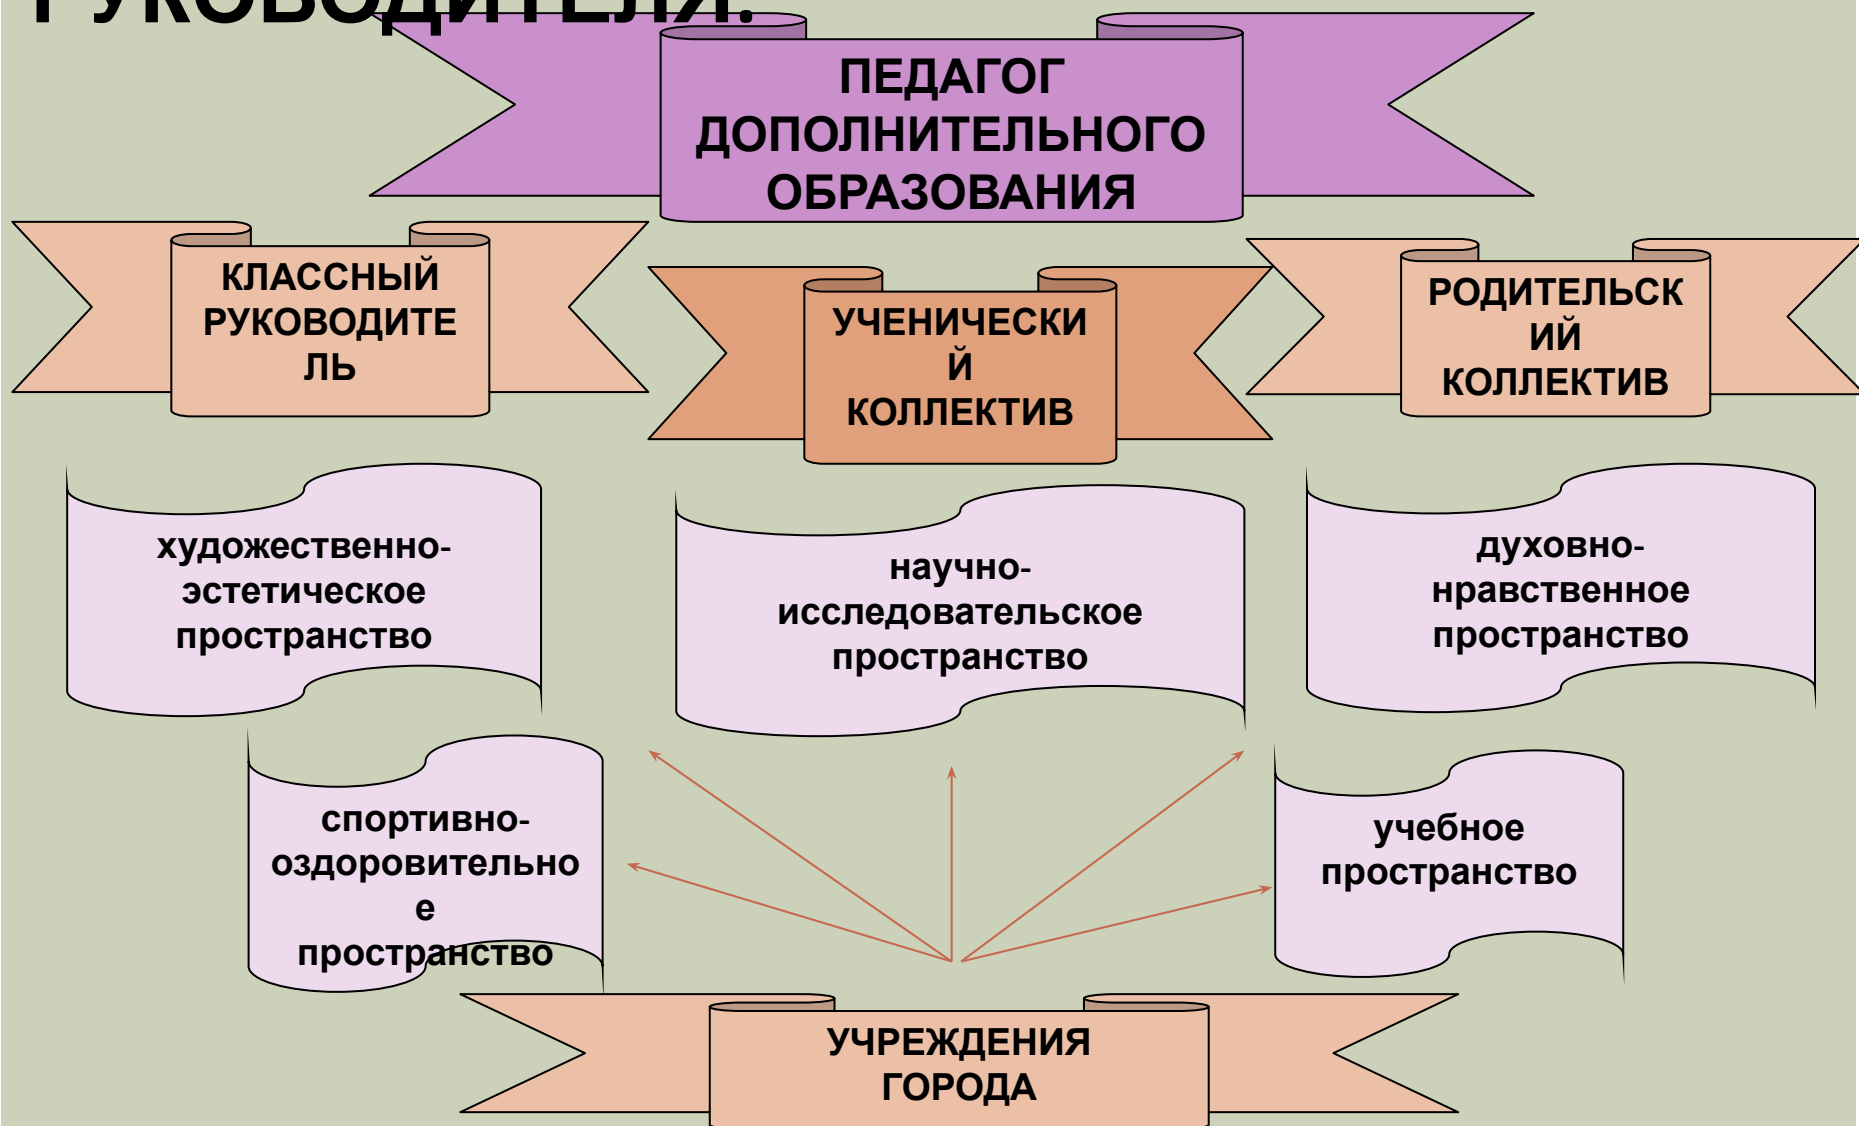 РУКОВОДИТЕЛЯ.
ПЕДАГОГ
ДОПОЛНИТЕЛЬНОГО
ОБРАЗОВАНИЯ
КЛАССНЫЙ
РУКОВОДИТЕ
ЛЬ
УЧЕНИЧЕСКИ
Й
КОЛЛЕКТИВ
РОДИТЕЛЬСК
ИЙ
КОЛЛЕКТИВ
художественно-
эстетическое
пространство
научно-
исследовательское
пространство
духовно-
нравственное
пространство
спортивно-
оздоровительно
е
пространство
учебное
пространство
УЧРЕЖДЕНИЯ
ГОРОДА